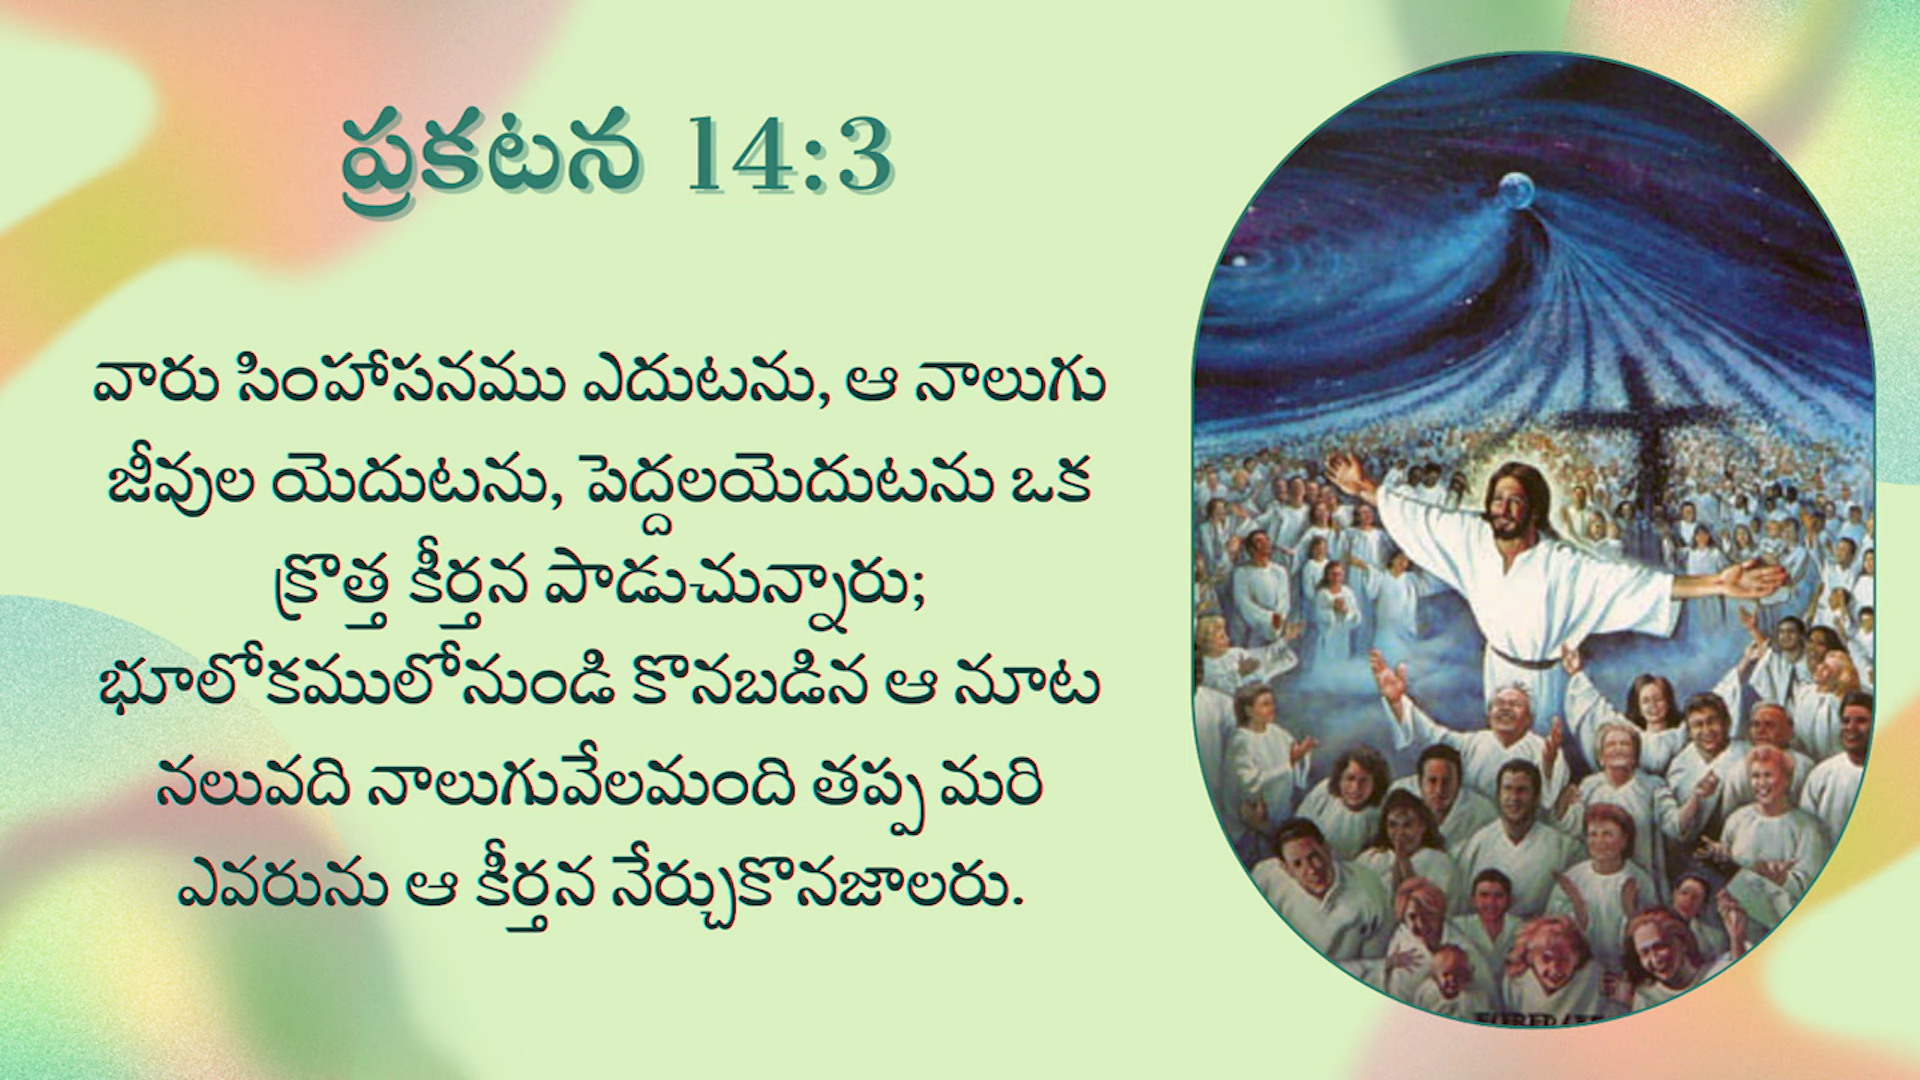 ప్రకటన 14:3
వారు సింహాసనము ఎదుటను, ఆ నాలుగు
జీవుల యెదుటను, పెద్దలయెదుటను ఒక
క్రొత్త కీర్తన పాడుచున్నారు;
భూలోకములోనుండి కొనబడిన ఆ నూట
నలువది నాలుగువేలమంది తప్ప మరి
ఎవరును ఆ కీర్తన నేర్చుకొనజాలరు.